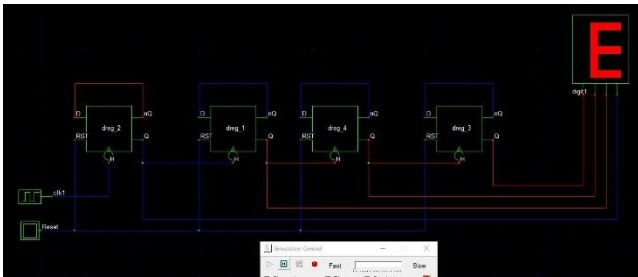 E
digit1
D nQ D nQ D nQ D nQ
dreg_2 dreg_1 dreg_4 dreg_3
RST Q RST Q RST Q RST Q
H H H H
clk1
Reset
Simulation Control
Fast Slow